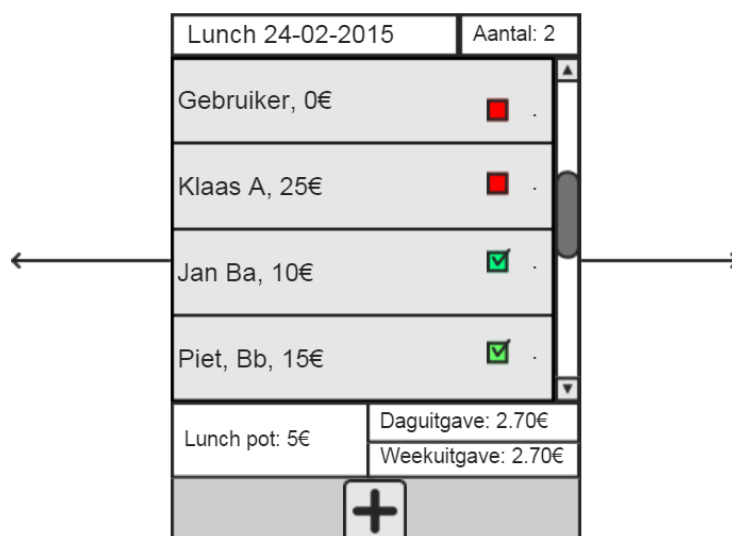 Lunch 24-02-2015
Aantal: 2
Gebruiker, 0€
Klaas A, 25€
Jan Ba, 10€
Piet, Bb, 15€
Lunch pot: 5€
Daguitgave: 2.70€
Weekuitgave: 2.70€